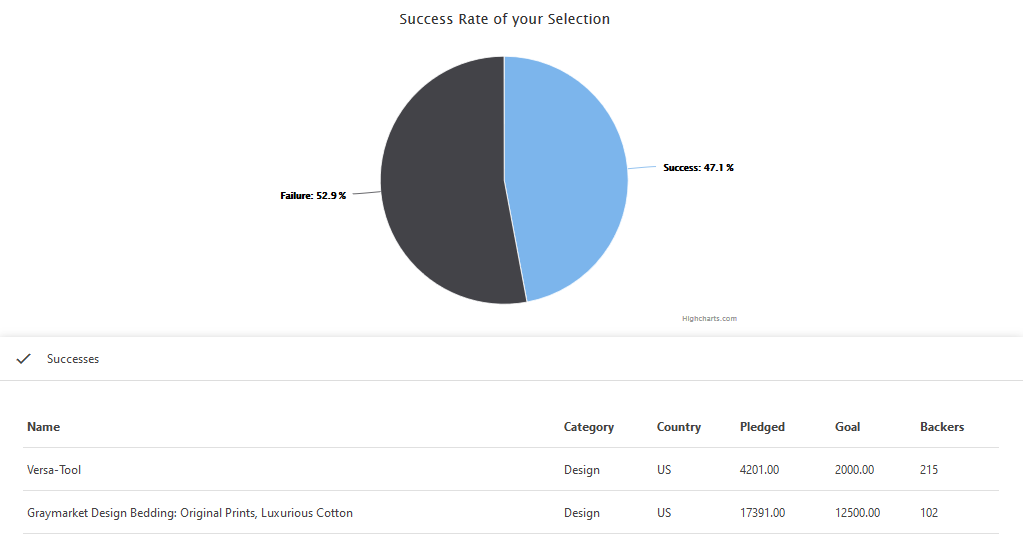 Success Rate of your Selection
Success: 47.1 %
Failure: 52.9 %
Highcharts.com
Successes
Name Category Country Pledged Goal Backers
Versa-Tool Design US 4201.00 2000.00 215
Graymarket Design Bedding: Original Prints, Luxurious Cotton Design US 17391.00 12500.00 102